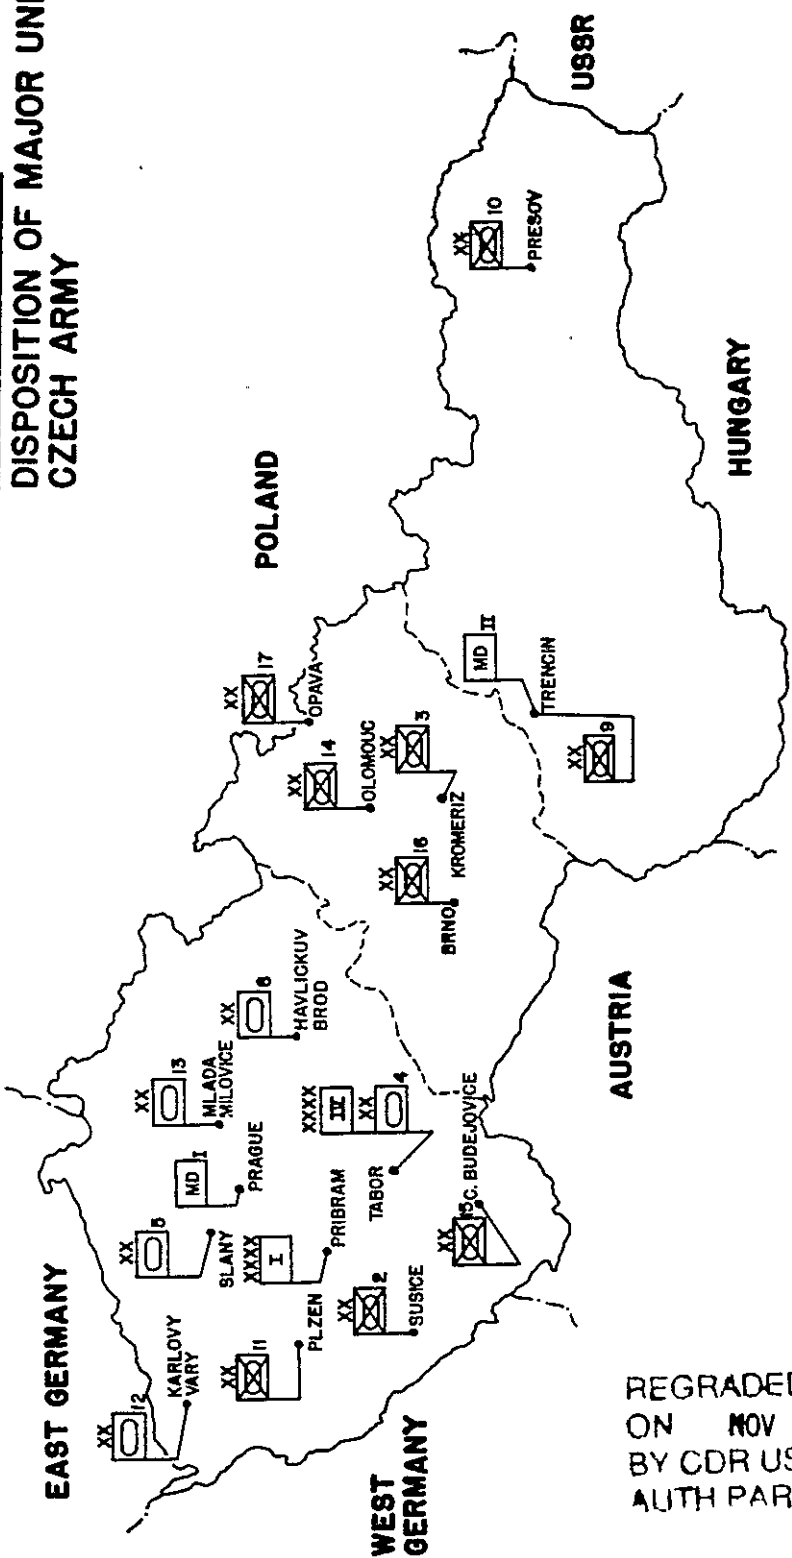 DISPOSITION OF MAJOR
CZECH ARMY
EAST GERMANY
WEST
GERMANY
POLAND
USSR
AUSTRIA
HUNGARY
XX
12
KARLOVY
VARY
XX
11
PLZEN
XX
5
SLANY
MD
I
PRAGUE
XX
13
MLADA
MILOVICE
XX
6
HAVLICKUV
BROD
XXXX
I
PRIBRAM
XXXX
IV
XX
4
TABOR
XX
2
SUSICE
XX
15
C. BUDEJOVICE
XX
17
OPAVA
XX
14
OLOMOUC
XX
3
KROMERIZ
XX
16
BRNO
MD
II
TRENCIN
XX
9
XX
10
PRESOV
REGRADED
ON NOV
BY CDR US
AUTH PAR